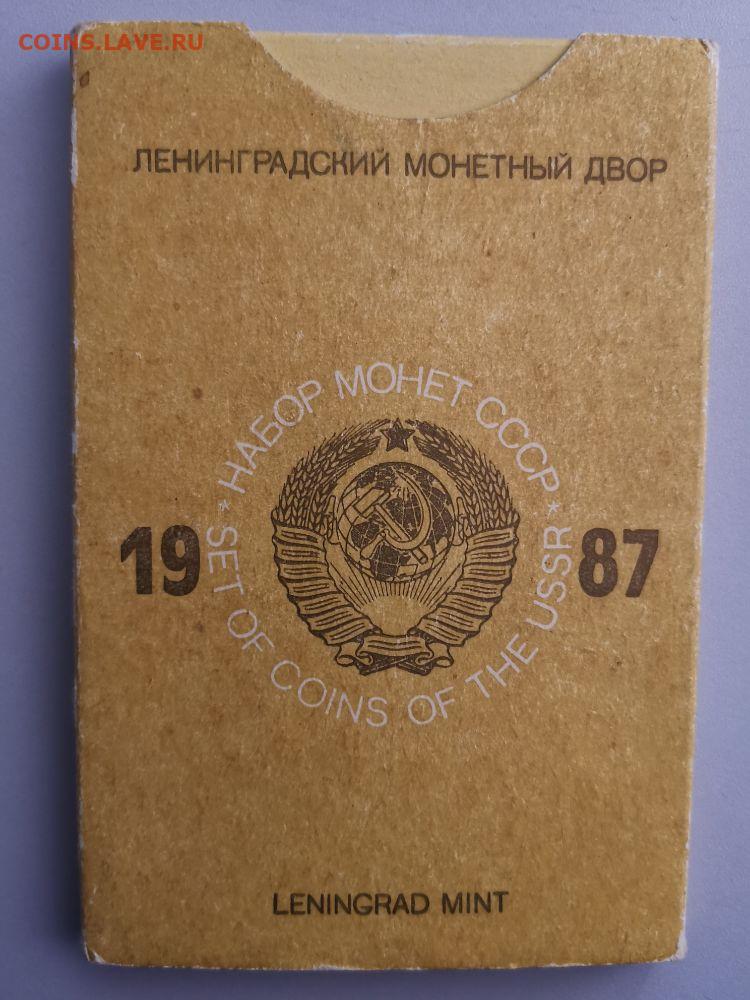 COINS.LAVE.RU
ЛЕНИНГРАДСКИЙ МОНЕТНЫЙ ДВОР
НАБОР МОНЕТ СССР
19 87
* SET OF COINS OF THE USSR *
LENINGRAD MINT